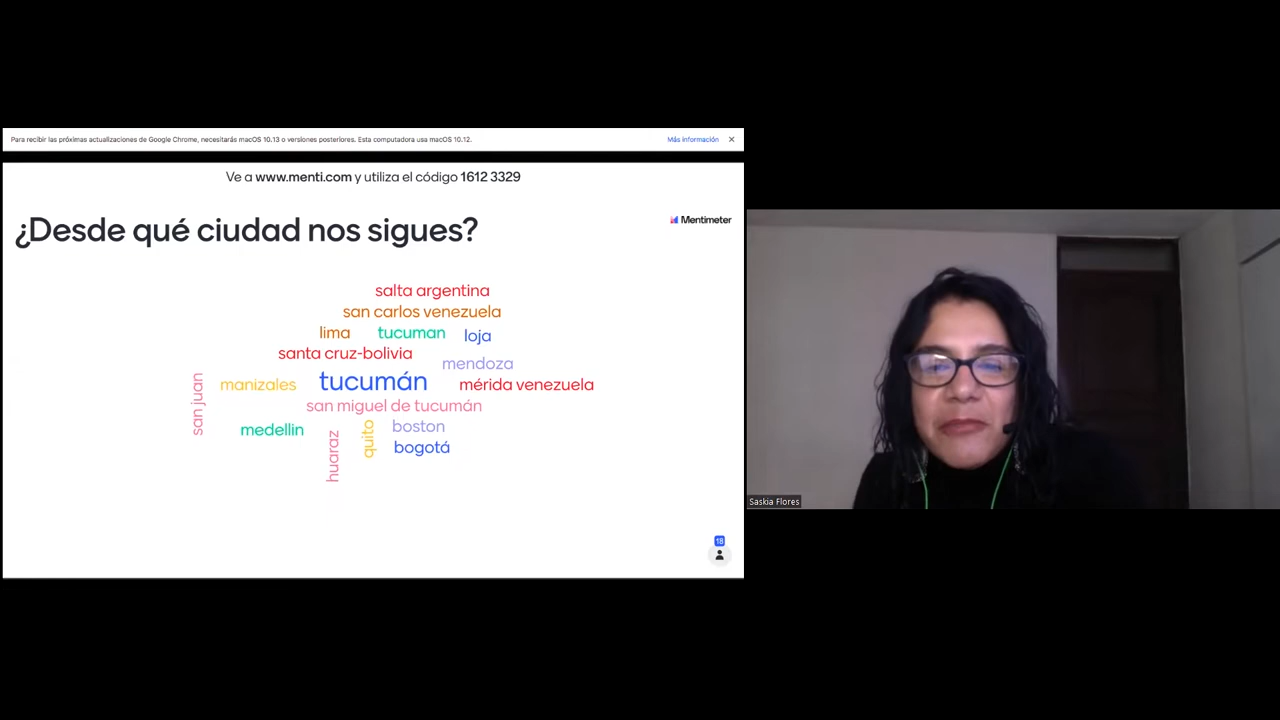 Para recibir las próximas actualizaciones de Google Chrome, necesitarás macOS 10.13 o versiones posteriores. Esta computadora usa macOS 10.12.
Más información
Ve a www.menti.com y utiliza el código 1612 3329
¿Desde qué ciudad nos sigues?
Mentimeter
salta argentina
san carlos venezuela
lima
tucuman
loja
santa cruz-bolivia
mendoza
san juan
manizales
tucumán
mérida venezuela
san miguel de tucumán
medellin
huaraz
quito
boston
bogotá
18
Saskia Flores